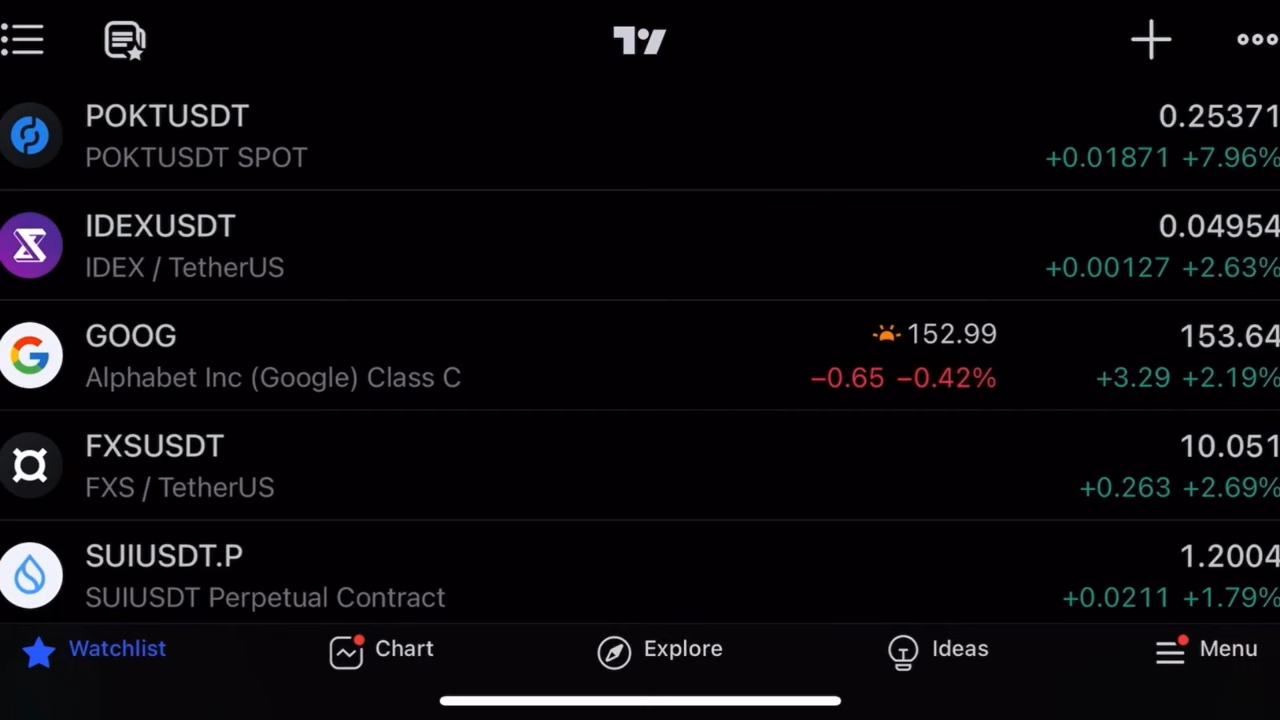 POKTUSDT 0.25371
POKTUSDT SPOT +0.01871 +7.96%
IDEXUSDT 0.04954
IDEX / TetherUS +0.00127 +2.63%
GOOG 152.99 153.64
Alphabet Inc (Google) Class C −0.65 −0.42% +3.29 +2.19%
FXSUSDT 10.051
FXS / TetherUS +0.263 +2.69%
SUIUSDT.P 1.2004
SUIUSDT Perpetual Contract +0.0211 +1.79%
Watchlist Chart Explore Ideas Menu